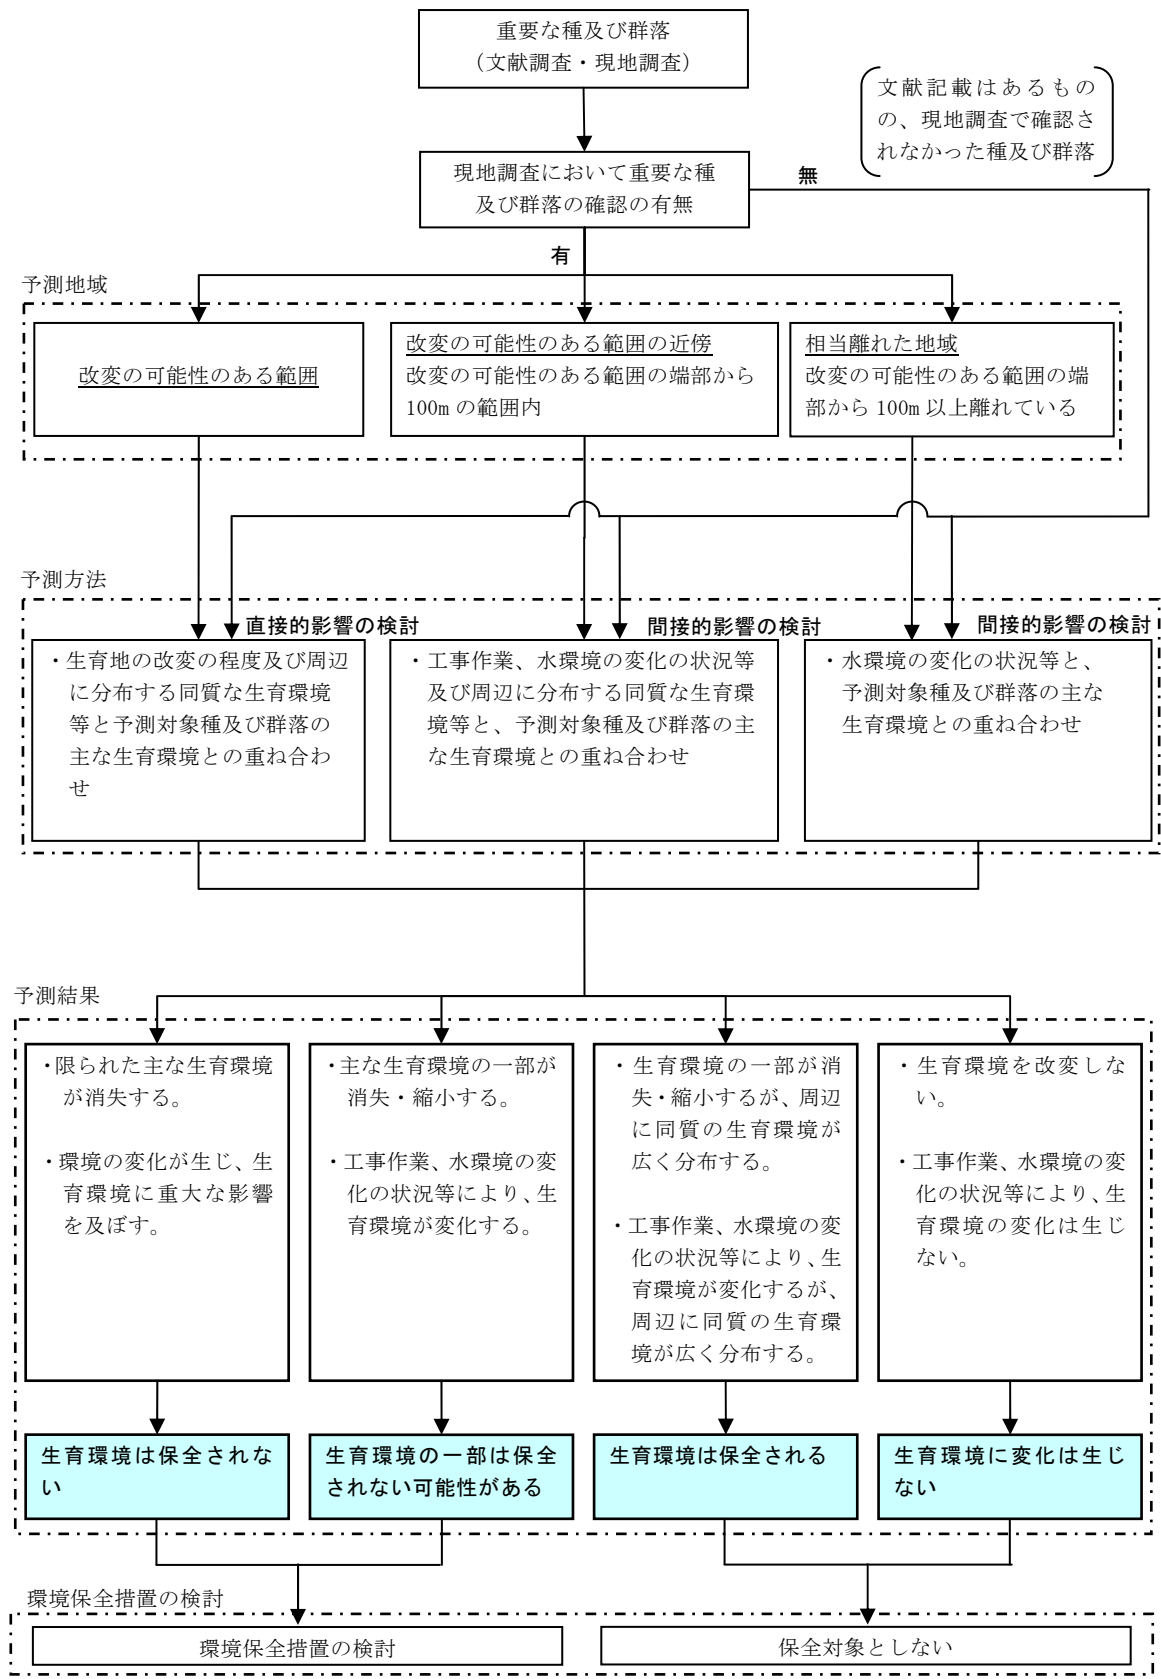 重要な種及び群落
（文献調査・現地調査）
文献記載はあるもの
の、現地調査で確認さ
れなかった種及び群落
現地調査において重要な種
及び群落の確認の有無
無
有
予測地域
改変の可能性のある範囲
改変の可能性のある範囲の近傍
改変の可能性のある範囲の端部から
100m の範囲内
相当離れた地域
改変の可能性のある範囲の端
部から 100m 以上離れている
予測方法
直接的影響の検討
・生育地の改変の程度及び周辺
に分布する同質な生育環境
等と予測対象種及び群落の
主な生育環境との重ね合わ
せ
間接的影響の検討
・工事作業、水環境の変化の状況等
及び周辺に分布する同質な生育環
境等と、予測対象種及び群落の主
な生育環境との重ね合わせ
間接的影響の検討
・水環境の変化の状況等と、
予測対象種及び群落の主な
生育環境との重ね合わせ
予測結果
・限られた主な生育環境
が消失する。
・環境の変化が生じ、生
育環境に重大な影響
を及ぼす。
・主な生育環境の一部が
消失・縮小する。
・工事作業、水環境の変
化の状況等により、生
育環境が変化する。
・生育環境の一部が消
失・縮小するが、周辺
に同質の生育環境が
広く分布する。
・工事作業、水環境の変
化の状況等により、生
育環境が変化するが、
周辺に同質の生育環
境が広く分布する。
・生育環境を改変しな
い。
・工事作業、水環境の変
化の状況等により、生
育環境の変化は生じ
ない。
生育環境は保全されな
い
生育環境の一部は保全
されない可能性がある
生育環境は保全される
生育環境に変化は生じ
ない
環境保全措置の検討
環境保全措置の検討
保全対象としない